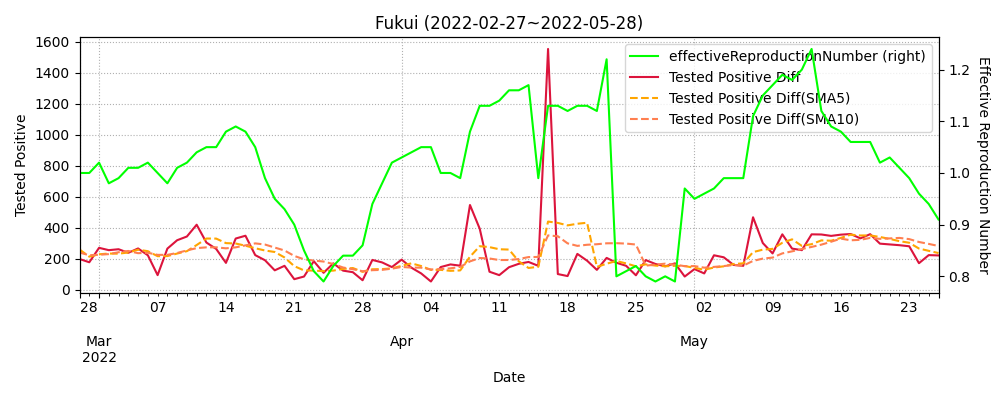 Fukui (2022-02-27~2022-05-28)
effectiveReproductionNumber (right)
Tested Positive Diff
Tested Positive Diff(SMA5)
Tested Positive Diff(SMA10)
1600
1400
1200
1000
800
600
400
200
0
Tested Positive
1.2
1.1
1.0
0.9
0.8
Effective Reproduction Number
28 07 14 21 28 04 11 18 25 02 09 16 23
Mar Apr May
2022
Date